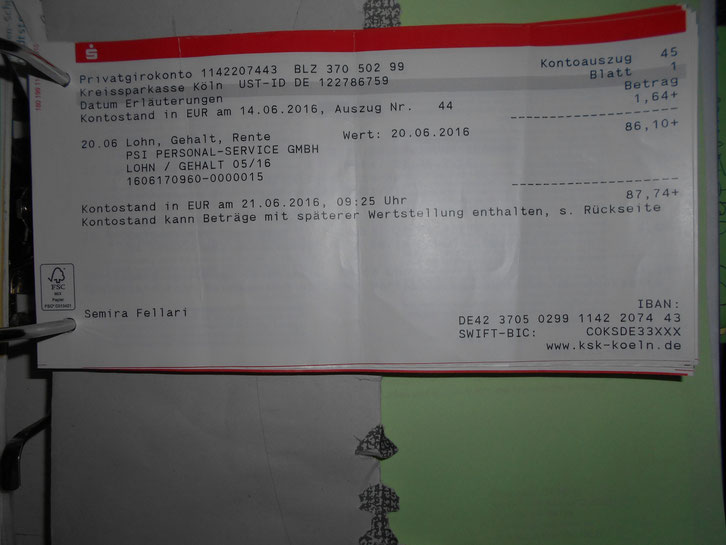 Privatgirokonto 1142207443 BLZ 370 502 99 Kontoauszug 45
Kreissparkasse Köln UST-ID DE 122786759 Blatt 1
Datum Erläuterungen Betrag
Kontostand in EUR am 14.06.2016, Auszug Nr. 44 1,64+
20.06 Lohn, Gehalt, Rente Wert: 20.06.2016 86,10+
PSI PERSONAL-SERVICE GMBH
LOHN / GEHALT 05/16
1606170960-0000015
Kontostand in EUR am 21.06.2016, 09:25 Uhr 87,74+
Kontostand kann Beträge mit späterer Wertstellung enthalten, s. Rückseite
FSC
Semira Fellari
IBAN:
DE42 3705 0299 1142 2074 43
SWIFT-BIC: COKSDE33XXX
www.ksk-koeln.de